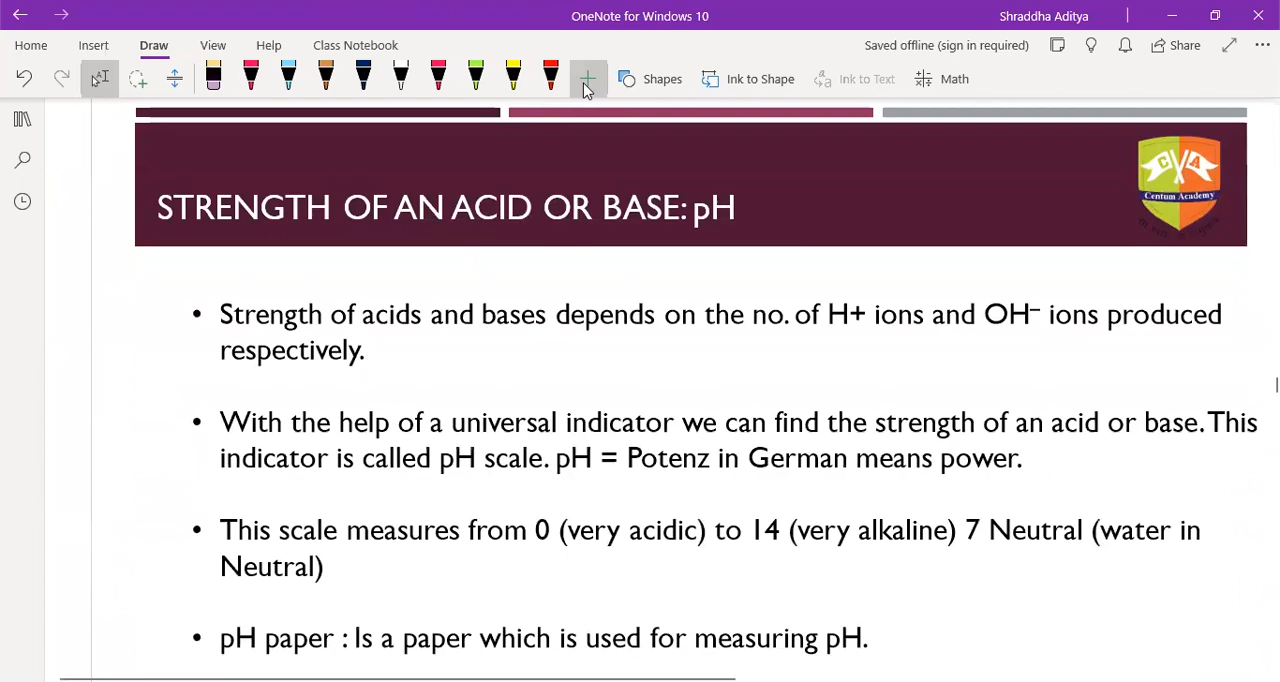 OneNote for Windows 10
Shraddha Aditya
Home Insert Draw View Help Class Notebook
Saved offline (sign in required) Share
Shapes Ink to Shape Ink to Text Math
STRENGTH OF AN ACID OR BASE: pH
C A
Centum Academy
• Strength of acids and bases depends on the no. of H+ ions and OH⁻ ions produced
respectively.
• With the help of a universal indicator we can find the strength of an acid or base. This
indicator is called pH scale. pH = Potenz in German means power.
• This scale measures from 0 (very acidic) to 14 (very alkaline) 7 Neutral (water in
Neutral)
• pH paper : Is a paper which is used for measuring pH.